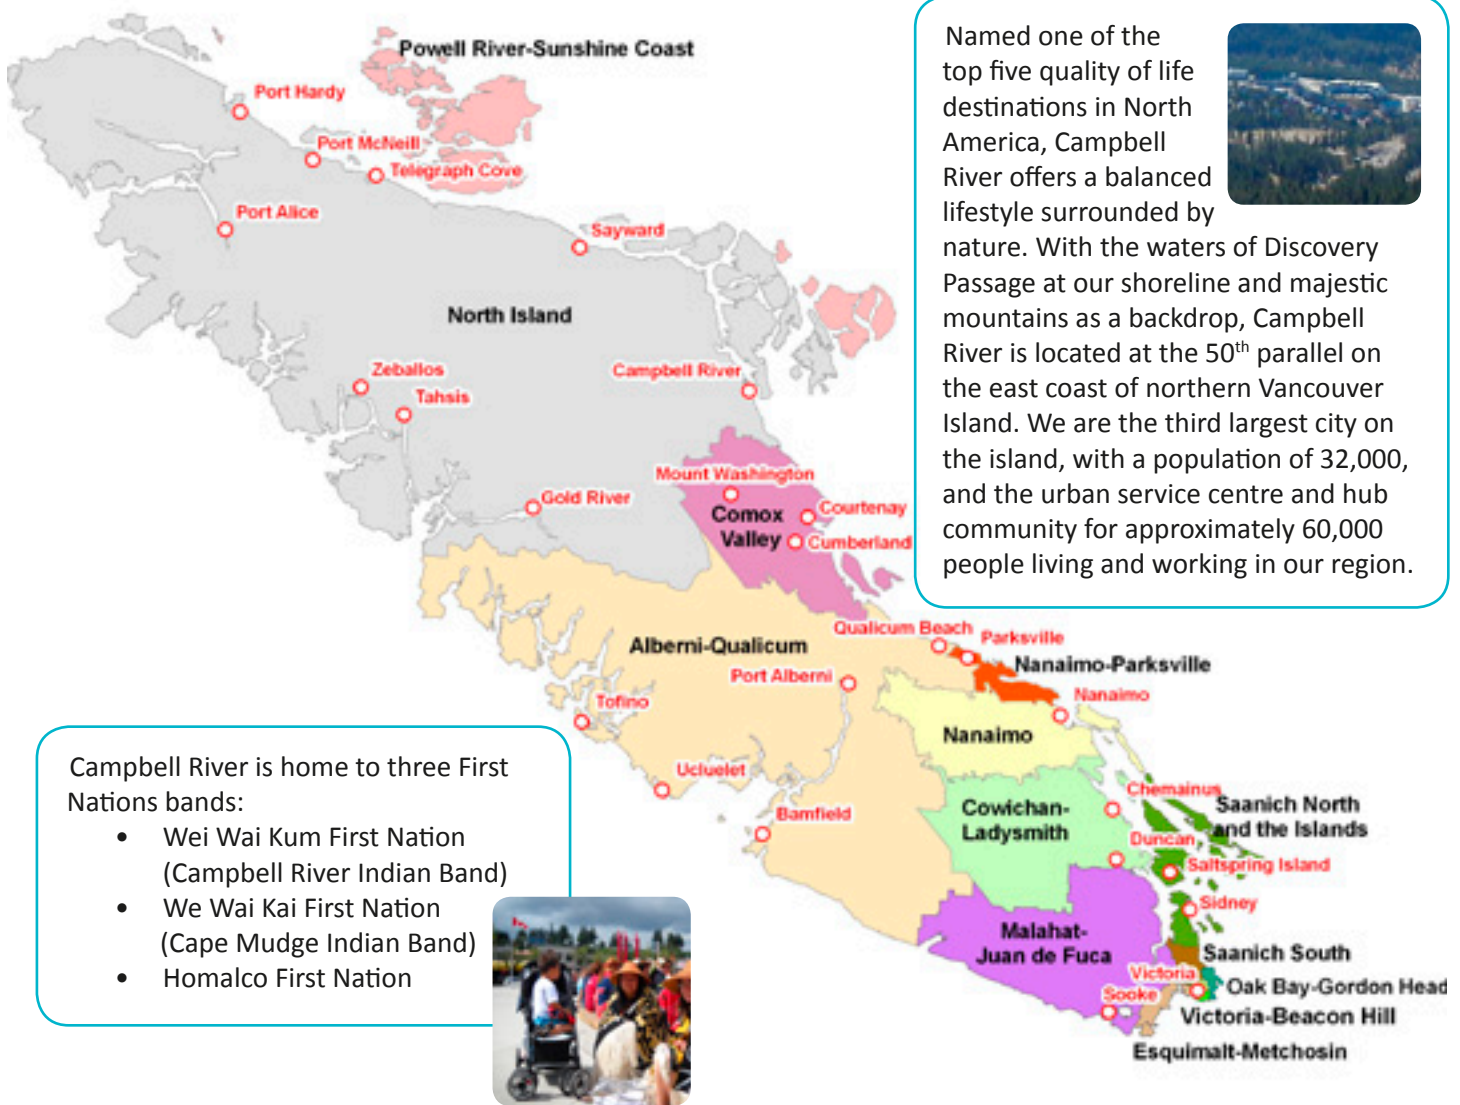 Powell River-Sunshine Coast
Port Hardy
Port McNeill
Telegraph Cove
Port Alice
Sayward
North Island
Zeballos
Tahsis
Campbell River
Mount Washington
Gold River
Comox
Valley
Courtenay
Cumberland
Named one of the
top five quality of life
destinations in North
America, Campbell
River offers a balanced
lifestyle surrounded by
nature. With the waters of Discovery
Passage at our shoreline and majestic
mountains as a backdrop, Campbell
River is located at the 50th parallel on
the east coast of northern Vancouver
Island. We are the third largest city on
the island, with a population of 32,000,
and the urban service centre and hub
community for approximately 60,000
people living and working in our region.
Qualicum Beach
Parksville
Alberni-Qualicum
Nanaimo-Parksville
Port Alberni
Nanaimo
Tofino
Nanaimo
Ucluelet
Bamfield
Chemainus
Cowichan-
Ladysmith
Saanich North
and the Islands
Duncan
Saltspring Island
Sidney
Malahat-
Juan de Fuca
Saanich South
Victoria
Oak Bay-Gordon Head
Sooke
Victoria-Beacon Hill
Esquimalt-Metchosin
Campbell River is home to three First
Nations bands:
• Wei Wai Kum First Nation
(Campbell River Indian Band)
• We Wai Kai First Nation
(Cape Mudge Indian Band)
• Homalco First Nation